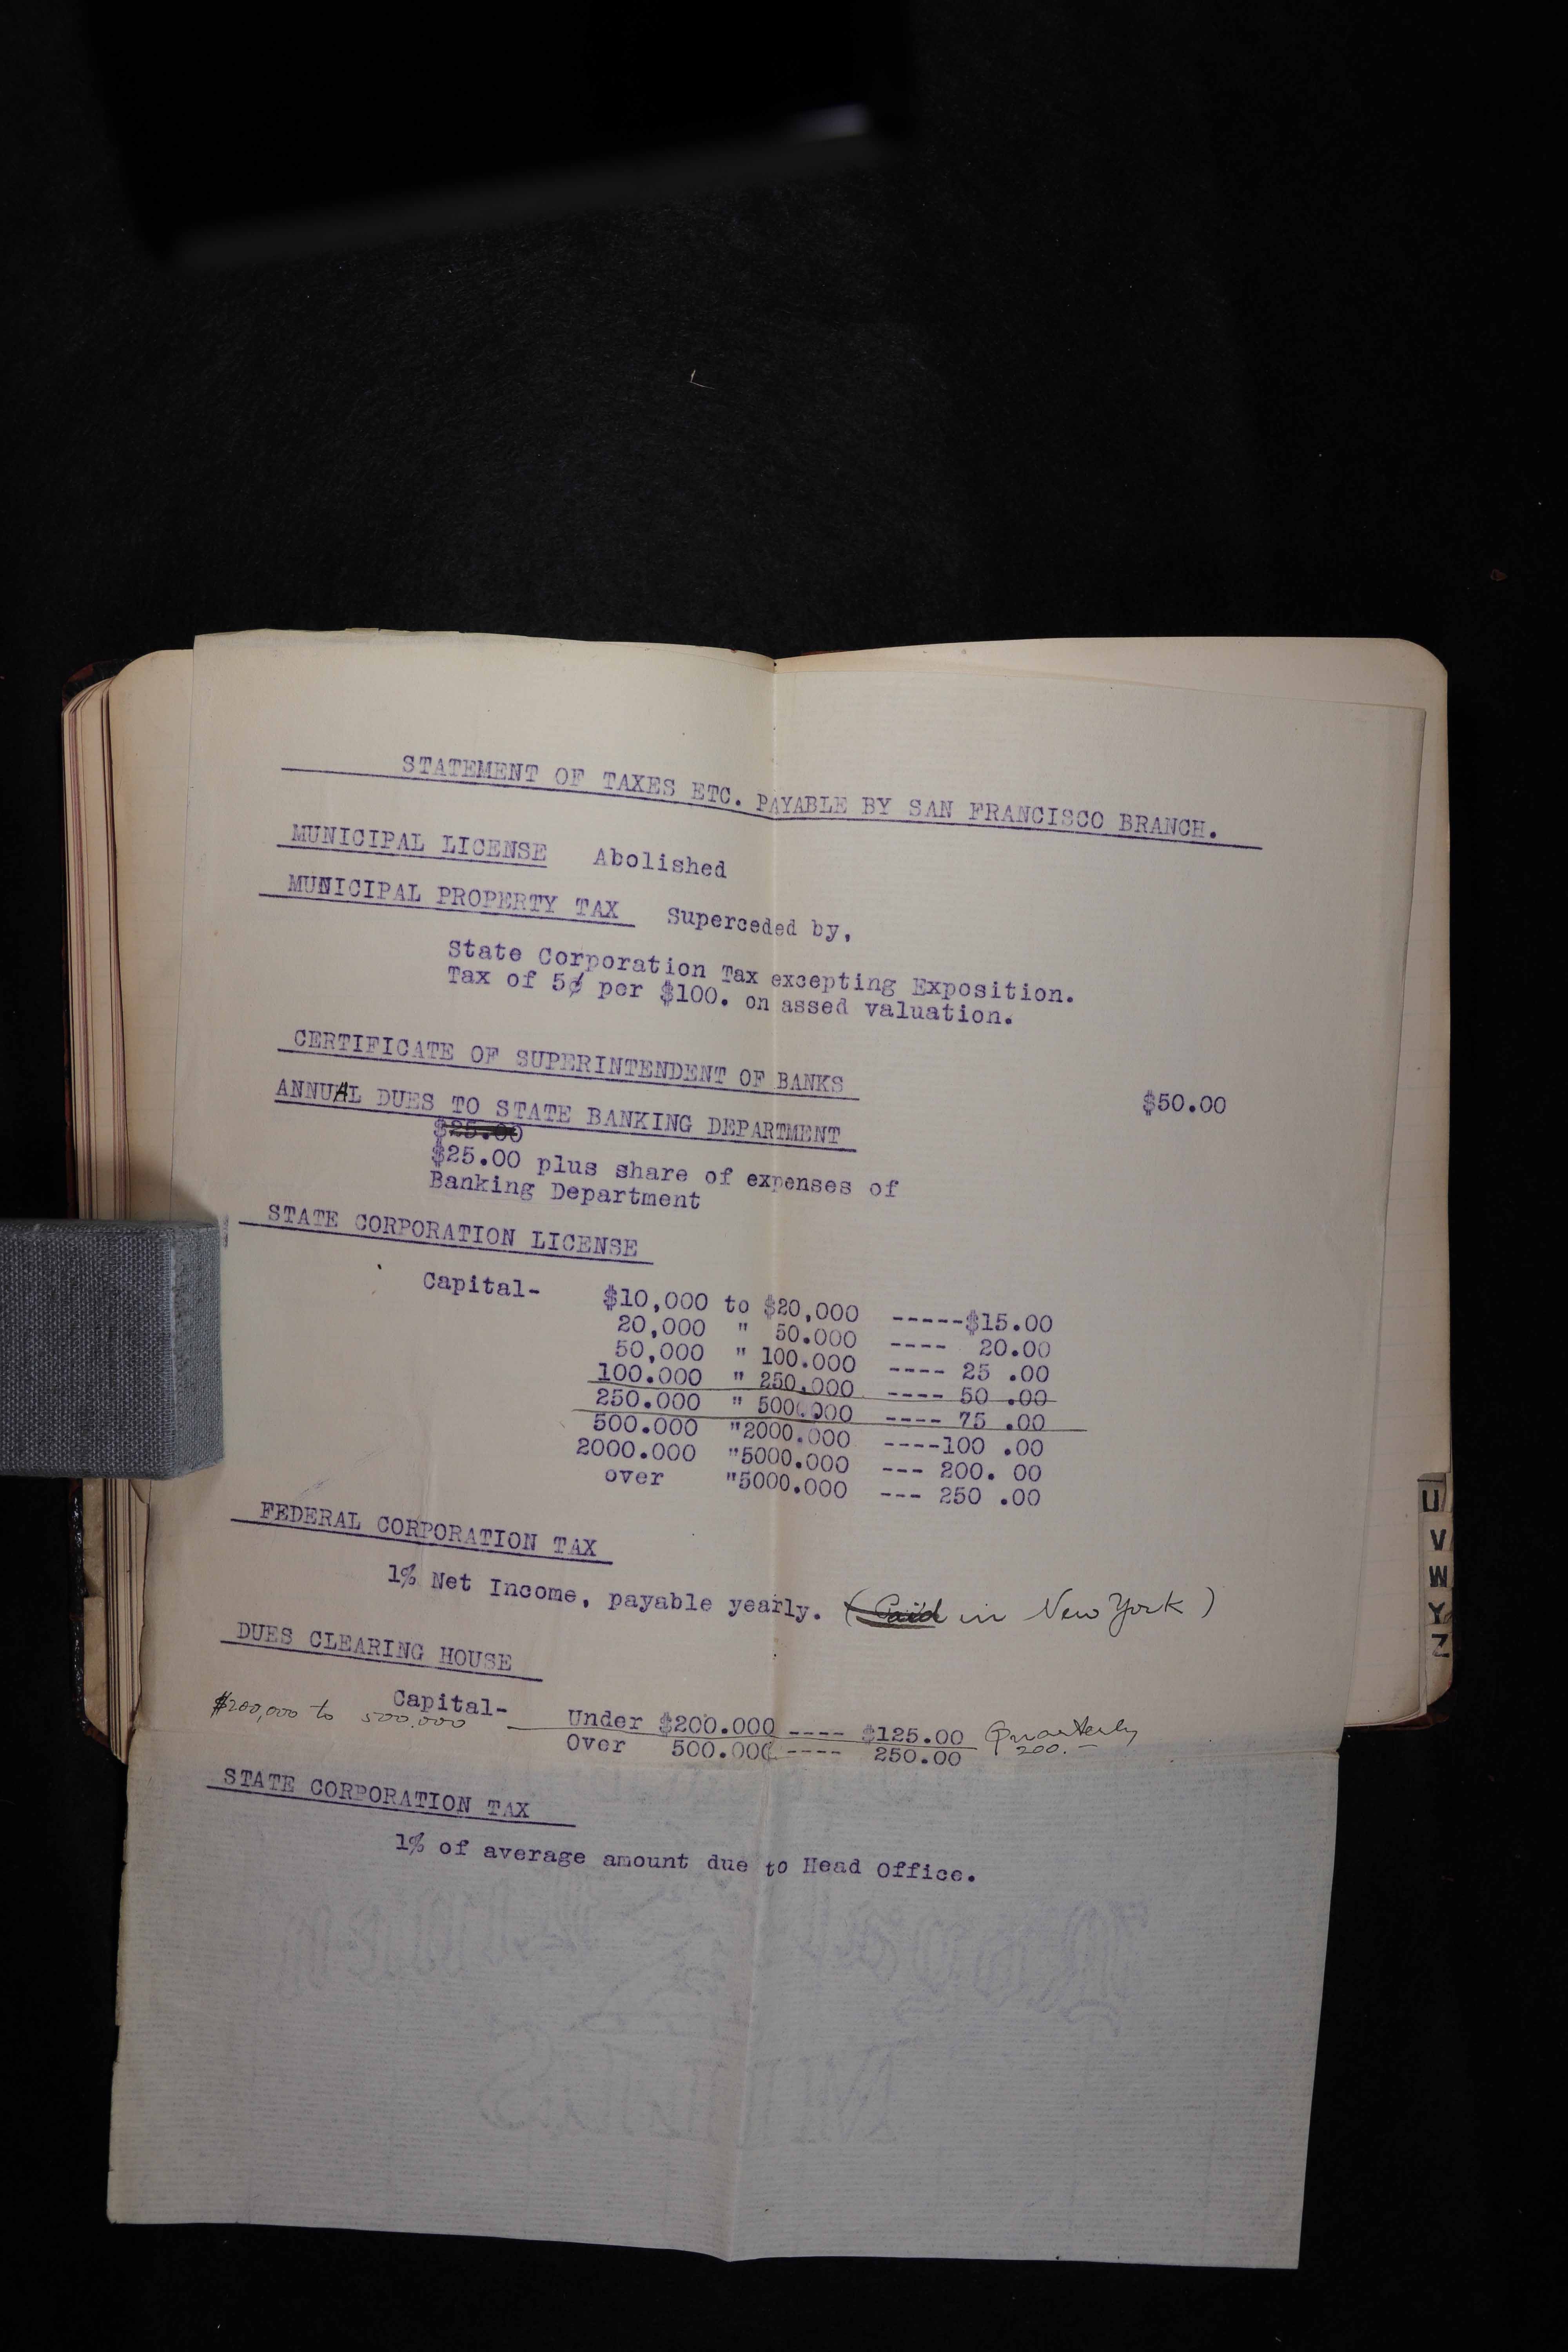 STATEMENT OF TAXES ETC. PAYABLE BY SAN FRANCISCO BRANCH.
MUNICIPAL LICENSE Abolished
MUNICIPAL PROPERTY TAX Superceded by,
State Corporation Tax excepting Exposition.
Tax of 5¢ per $100. on assed valuation.
CERTIFICATE OF SUPERINTENDENT OF BANKS $50.00
ANNUAL DUES TO STATE BANKING DEPARTMENT
$25.00
$25.00 plus share of expenses of
Banking Department
STATE CORPORATION LICENSE
Capital- $10,000 to $20,000 -----$15.00
20,000 " 50.000 ---- 20.00
50,000 " 100.000 ---- 25 .00
100.000 " 250.000 ---- 50 .00
250.000 " 500.000 ---- 75 .00
500.000 "2000.000 ----100 .00
2000.000 "5000.000 --- 200. 00
over "5000.000 --- 250 .00
FEDERAL CORPORATION TAX
1% Net Income, payable yearly. (Paid in New York)
DUES CLEARING HOUSE
Capital- Under $200.000 ---- $125.00 Quarterly
$200,000 to 500.000 200.–
Over 500.000 ---- 250.00
STATE CORPORATION TAX
1% of average amount due to Head Office.
U
V
W
Y
Z